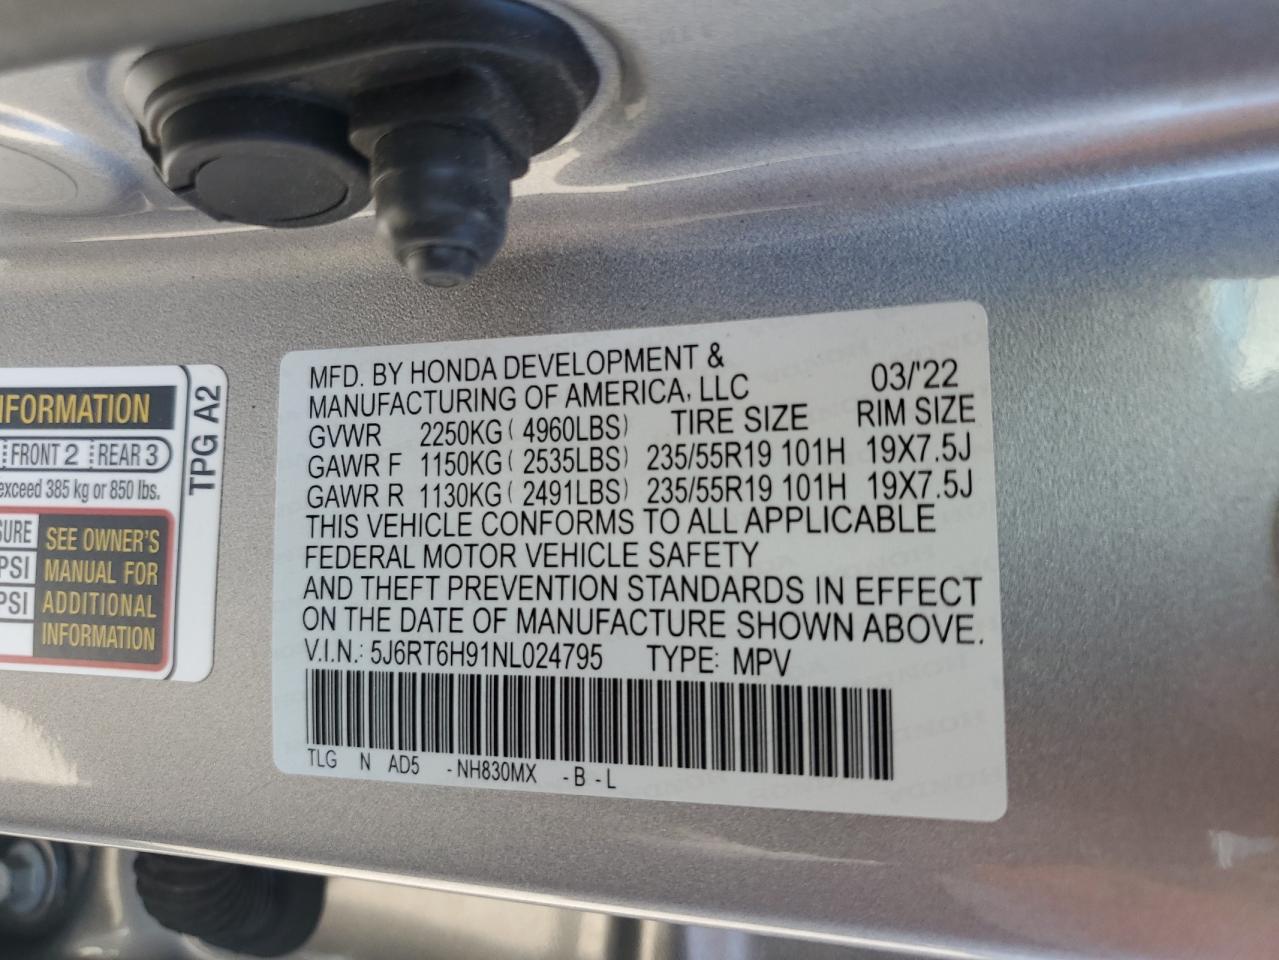 NFORMATION
FRONT 2 REAR 3
exceed 385 kg or 850 lbs.
SURE
PSI
PSI
SEE OWNER'S
MANUAL FOR
ADDITIONAL
INFORMATION
TPG A2
MFD. BY HONDA DEVELOPMENT &
MANUFACTURING OF AMERICA, LLC 03/'22
GVWR 2250KG ( 4960LBS) TIRE SIZE RIM SIZE
GAWR F 1150KG ( 2535LBS) 235/55R19 101H 19X7.5J
GAWR R 1130KG ( 2491LBS) 235/55R19 101H 19X7.5J
THIS VEHICLE CONFORMS TO ALL APPLICABLE
FEDERAL MOTOR VEHICLE SAFETY
AND THEFT PREVENTION STANDARDS IN EFFECT
ON THE DATE OF MANUFACTURE SHOWN ABOVE.
V.I.N.: 5J6RT6H91NL024795 TYPE: MPV
TLG N AD5 -NH830MX -B -L